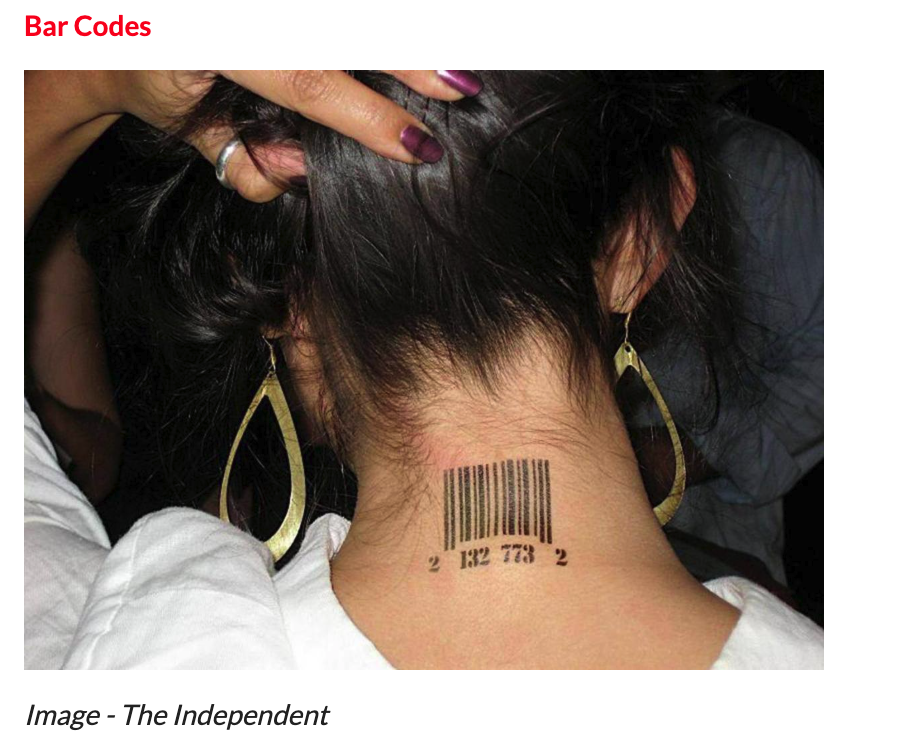 Bar Codes
2 132 773 2
Image - The Independent